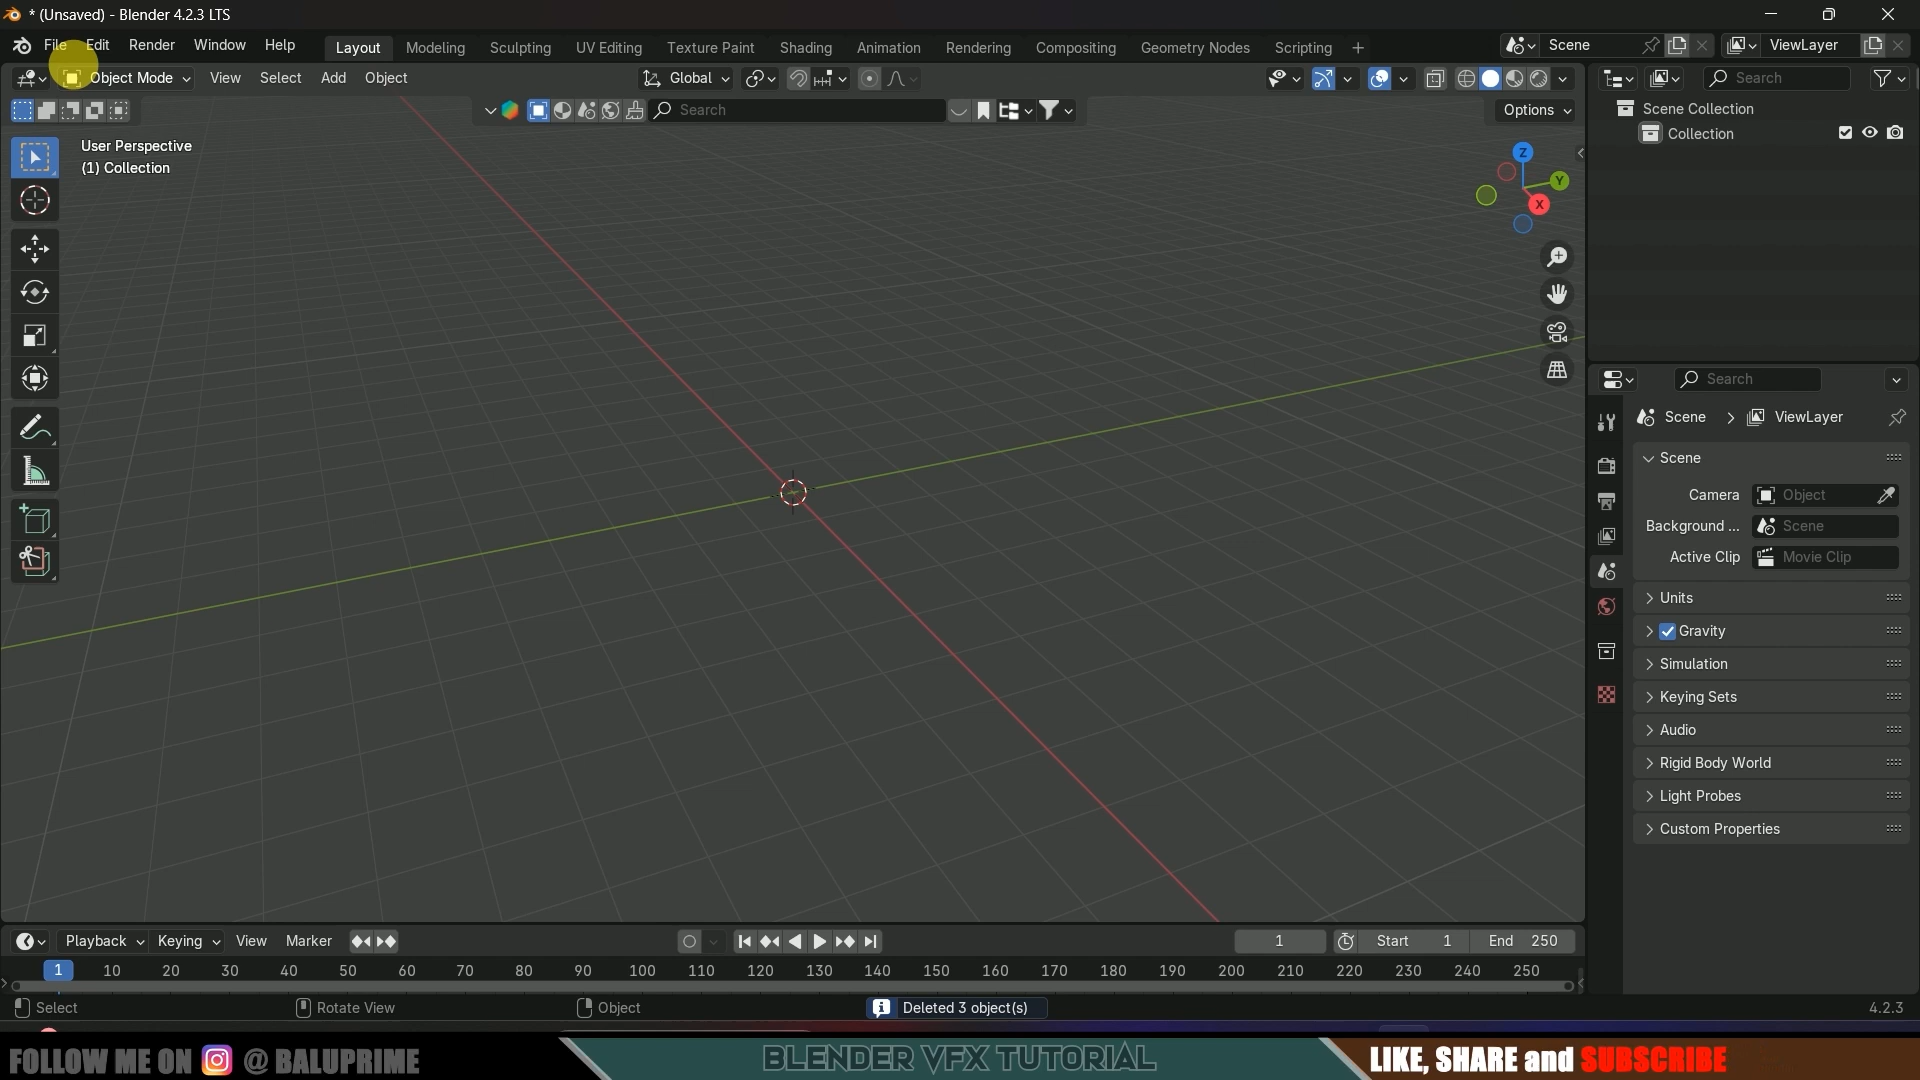 * (Unsaved) - Blender 4.2.3 LTS
File Edit Render Window Help Layout Modeling Sculpting UV Editing Texture Paint Shading Animation Rendering Compositing Geometry Nodes Scripting Scene ViewLayer
Object Mode View Select Add Object Global Search
Search Options
Scene Collection
Collection
User Perspective
(1) Collection
Z
Y
X
Search
Scene ViewLayer
Scene
Camera Object
Background ... Scene
Active Clip Movie Clip
Units
Gravity
Simulation
Keying Sets
Audio
Rigid Body World
Light Probes
Custom Properties
Playback Keying View Marker 1 Start 1 End 250
1 10 20 30 40 50 60 70 80 90 100 110 120 130 140 150 160 170 180 190 200 210 220 230 240 250
Select Rotate View Object Deleted 3 object(s) 4.2.3
FOLLOW ME ON @ BALUPRIME BLENDER VFX TUTORIAL LIKE, SHARE and SUBSCRIBE